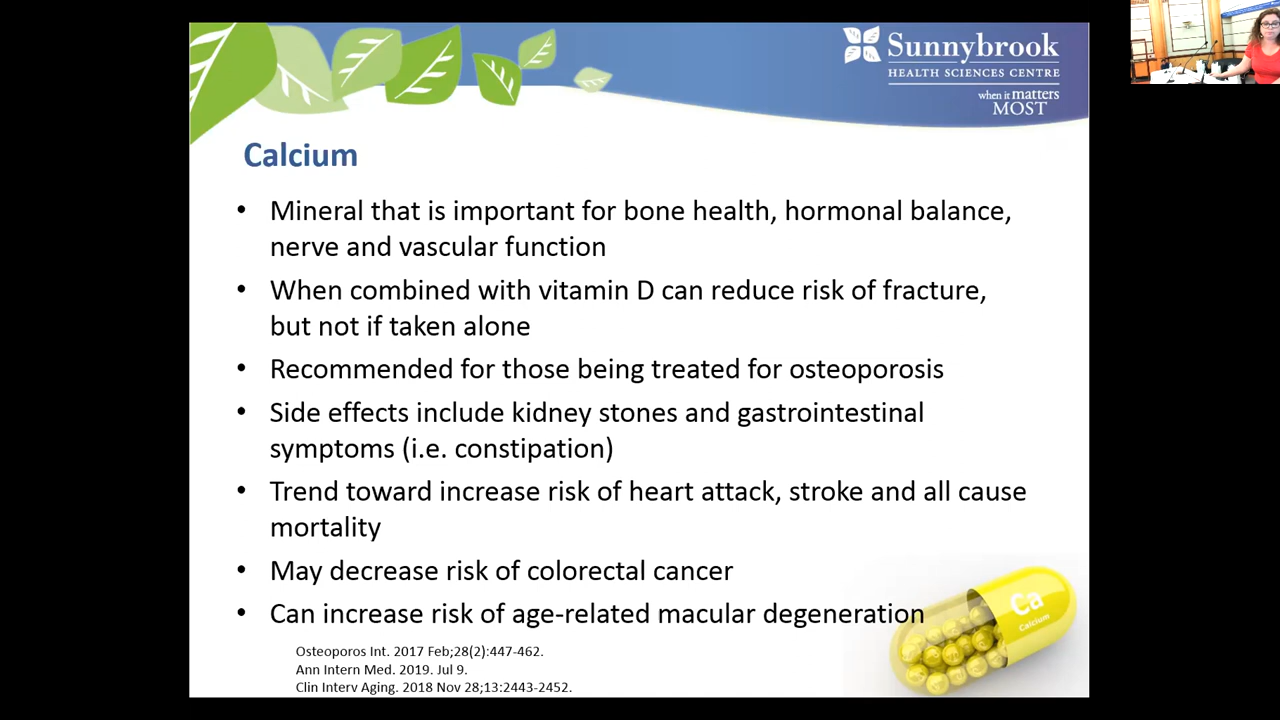 Sunnybrook
HEALTH SCIENCES CENTRE
when it matters
MOST
Calcium
• Mineral that is important for bone health, hormonal balance,
nerve and vascular function
• When combined with vitamin D can reduce risk of fracture,
but not if taken alone
• Recommended for those being treated for osteoporosis
• Side effects include kidney stones and gastrointestinal
symptoms (i.e. constipation)
• Trend toward increase risk of heart attack, stroke and all cause
mortality
• May decrease risk of colorectal cancer
• Can increase risk of age-related macular degeneration
Ca
Calcium
Osteoporos Int. 2017 Feb;28(2):447-462.
Ann Intern Med. 2019. Jul 9.
Clin Interv Aging. 2018 Nov 28;13:2443-2452.